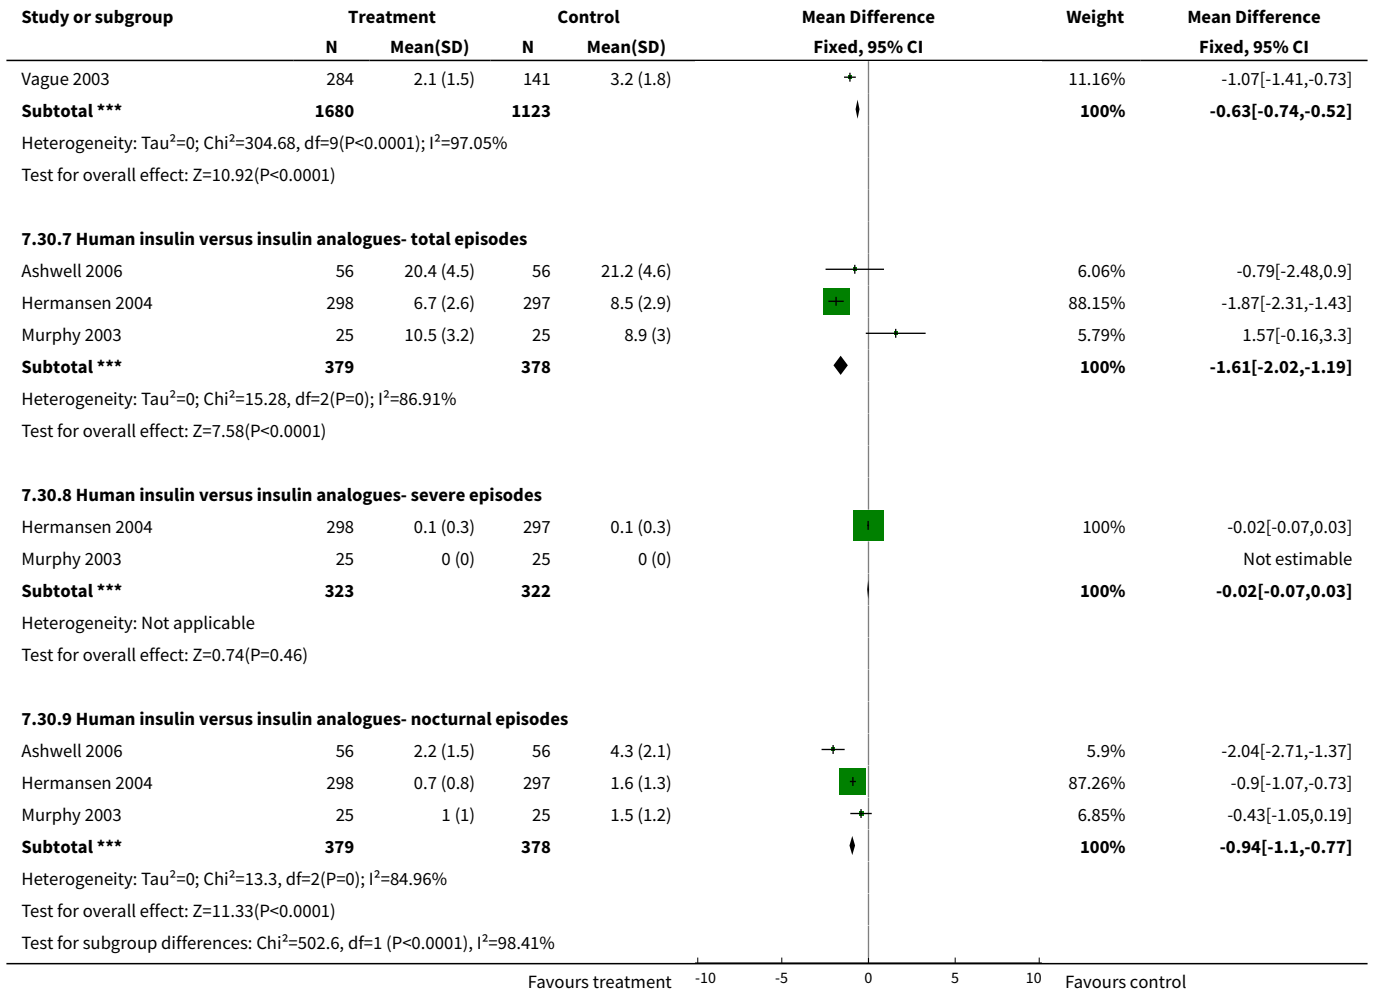 Study or subgroup Treatment Control Mean Difference Weight Mean Difference
N Mean(SD) N Mean(SD) Fixed, 95% CI Fixed, 95% CI
Vague 2003 284 2.1 (1.5) 141 3.2 (1.8) 11.16% -1.07[-1.41,-0.73]
Subtotal *** 1680 1123 100% -0.63[-0.74,-0.52]
Heterogeneity: Tau²=0; Chi²=304.68, df=9(P<0.0001); I²=97.05%
Test for overall effect: Z=10.92(P<0.0001)
7.30.7 Human insulin versus insulin analogues- total episodes
Ashwell 2006 56 20.4 (4.5) 56 21.2 (4.6) 6.06% -0.79[-2.48,0.9]
Hermansen 2004 298 6.7 (2.6) 297 8.5 (2.9) 88.15% -1.87[-2.31,-1.43]
Murphy 2003 25 10.5 (3.2) 25 8.9 (3) 5.79% 1.57[-0.16,3.3]
Subtotal *** 379 378 100% -1.61[-2.02,-1.19]
Heterogeneity: Tau²=0; Chi²=15.28, df=2(P=0); I²=86.91%
Test for overall effect: Z=7.58(P<0.0001)
7.30.8 Human insulin versus insulin analogues- severe episodes
Hermansen 2004 298 0.1 (0.3) 297 0.1 (0.3) 100% -0.02[-0.07,0.03]
Murphy 2003 25 0 (0) 25 0 (0) Not estimable
Subtotal *** 323 322 100% -0.02[-0.07,0.03]
Heterogeneity: Not applicable
Test for overall effect: Z=0.74(P=0.46)
7.30.9 Human insulin versus insulin analogues- nocturnal episodes
Ashwell 2006 56 2.2 (1.5) 56 4.3 (2.1) 5.9% -2.04[-2.71,-1.37]
Hermansen 2004 298 0.7 (0.8) 297 1.6 (1.3) 87.26% -0.9[-1.07,-0.73]
Murphy 2003 25 1 (1) 25 1.5 (1.2) 6.85% -0.43[-1.05,0.19]
Subtotal *** 379 378 100% -0.94[-1.1,-0.77]
Heterogeneity: Tau²=0; Chi²=13.3, df=2(P=0); I²=84.96%
Test for overall effect: Z=11.33(P<0.0001)
Test for subgroup differences: Chi²=502.6, df=1 (P<0.0001), I²=98.41%
Favours treatment -10 -5 0 5 10 Favours control